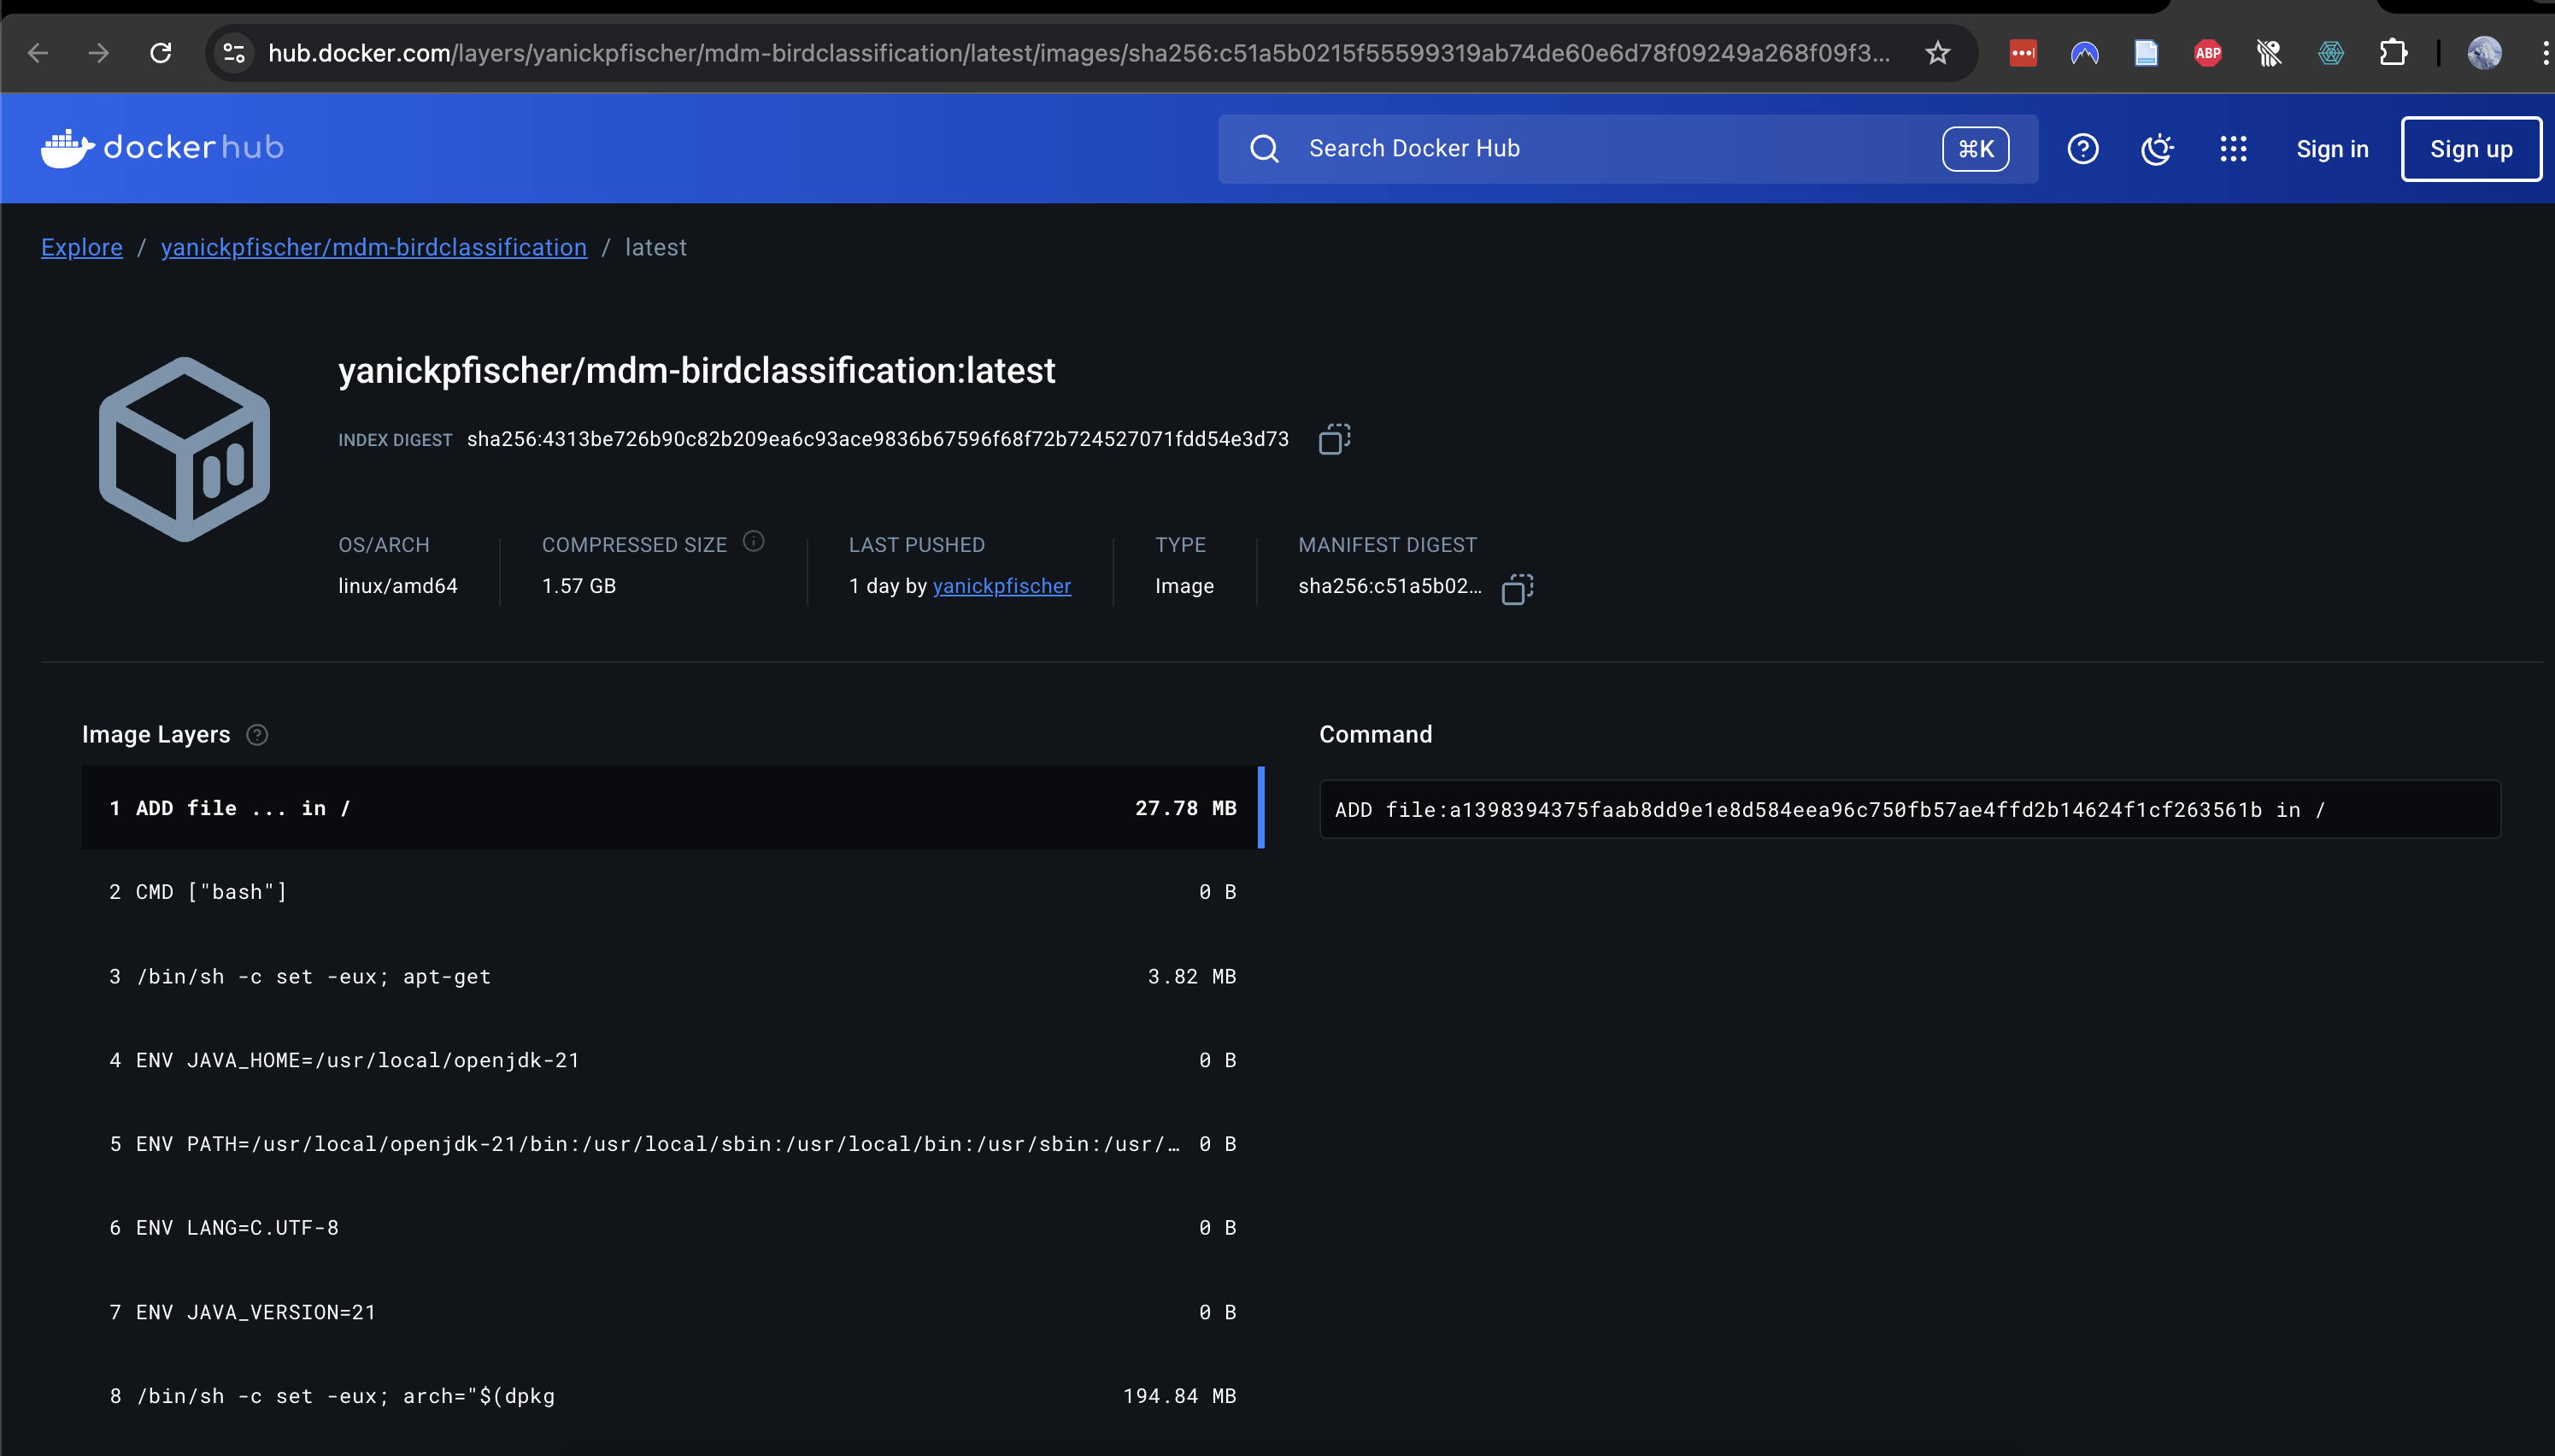 hub.docker.com/layers/yanickpfischer/mdm-birdclassification/latest/images/sha256:c51a5b0215f55599319ab74de60e6d78f09249a268f09f3...
ABP
dockerhub
Search Docker Hub
⌘K
Sign in
Sign up
Explore / yanickpfischer/mdm-birdclassification / latest
yanickpfischer/mdm-birdclassification:latest
INDEX DIGEST sha256:4313be726b90c82b209ea6c93ace9836b67596f68f72b724527071fdd54e3d73
OS/ARCH
linux/amd64
COMPRESSED SIZE
1.57 GB
LAST PUSHED
1 day by yanickpfischer
TYPE
Image
MANIFEST DIGEST
sha256:c51a5b02...
Image Layers
1 ADD file ... in / 27.78 MB
2 CMD ["bash"] 0 B
3 /bin/sh -c set -eux; apt-get 3.82 MB
4 ENV JAVA_HOME=/usr/local/openjdk-21 0 B
5 ENV PATH=/usr/local/openjdk-21/bin:/usr/local/sbin:/usr/local/bin:/usr/sbin:/usr/... 0 B
6 ENV LANG=C.UTF-8 0 B
7 ENV JAVA_VERSION=21 0 B
8 /bin/sh -c set -eux; arch="$(dpkg 194.84 MB
Command
ADD file:a1398394375faab8dd9e1e8d584eea96c750fb57ae4ffd2b14624f1cf263561b in /